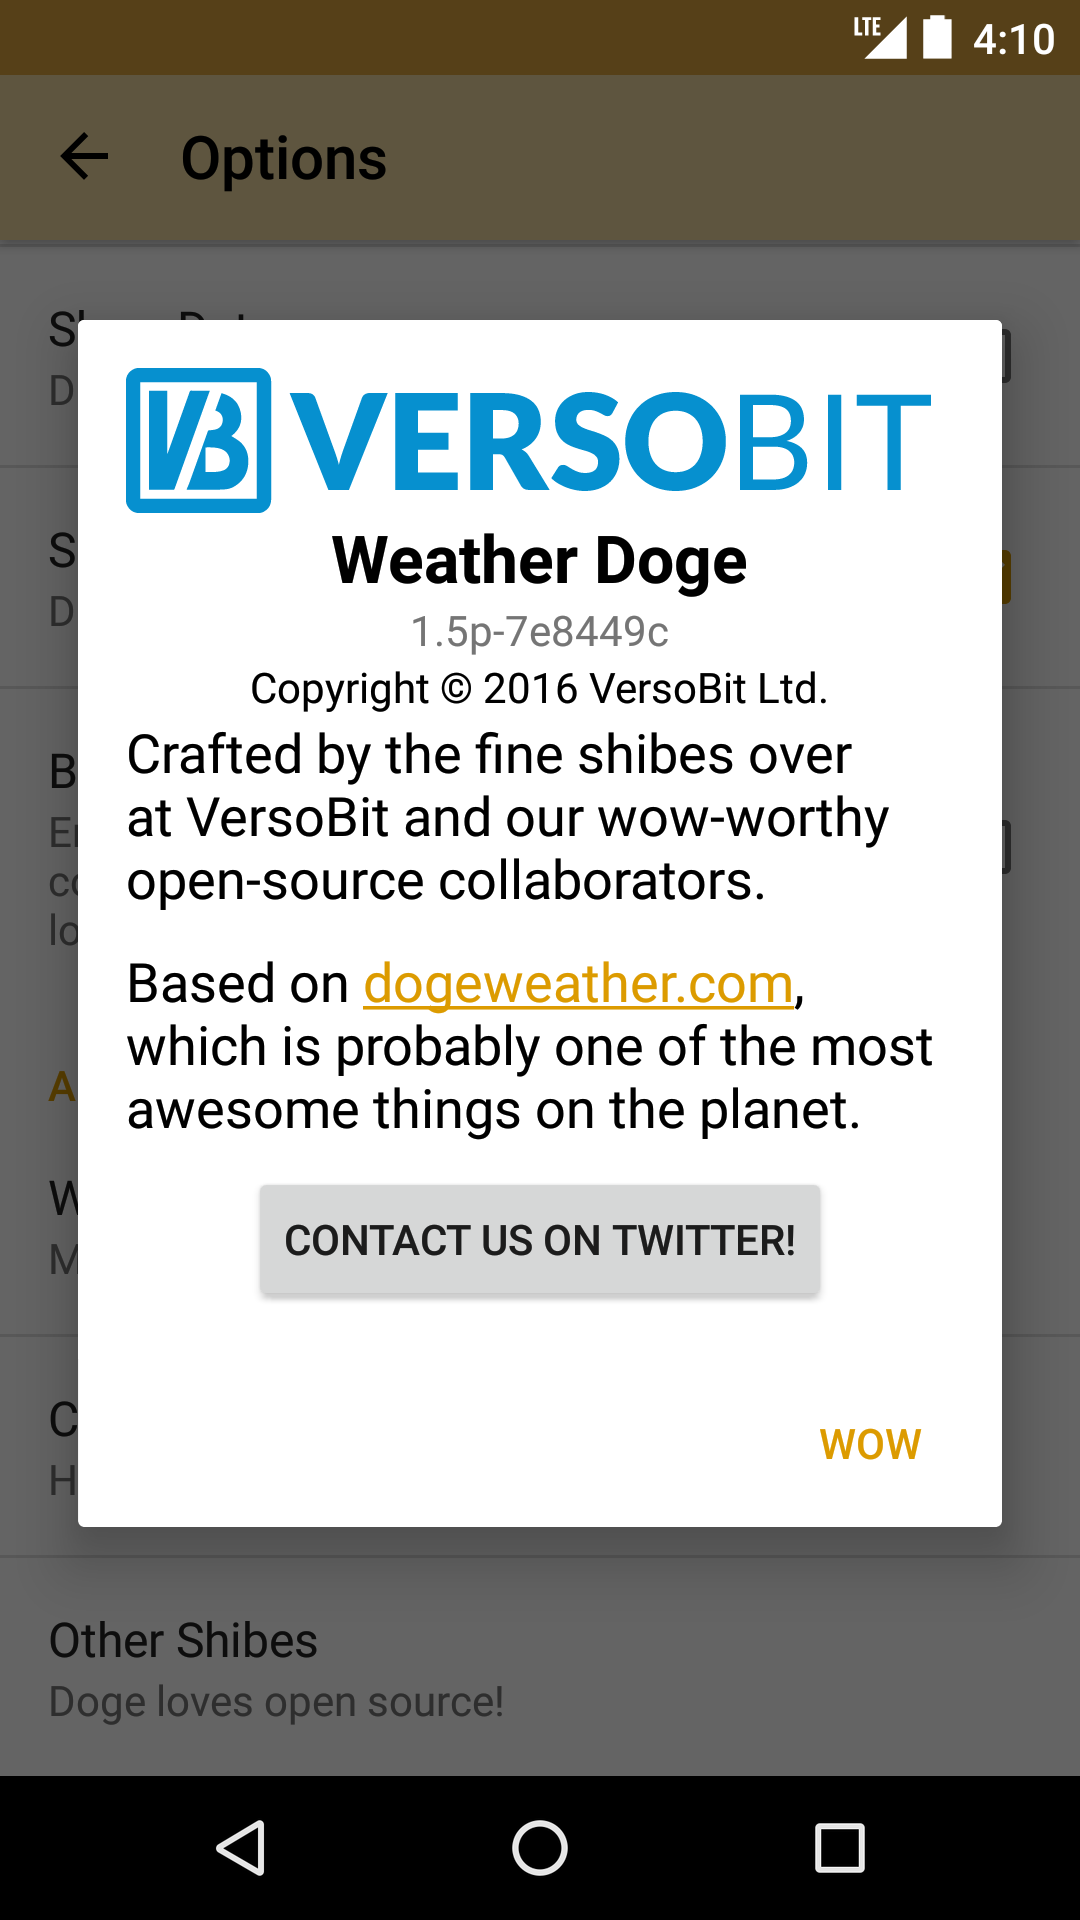 LTE 4:10
Options
VB VERSOBIT
Weather Doge
1.5p-7e8449c
Copyright © 2016 VersoBit Ltd.
Crafted by the fine shibes over
at VersoBit and our wow-worthy
open-source collaborators.
Based on dogeweather.com,
which is probably one of the most
awesome things on the planet.
CONTACT US ON TWITTER!
WOW
Other Shibes
Doge loves open source!